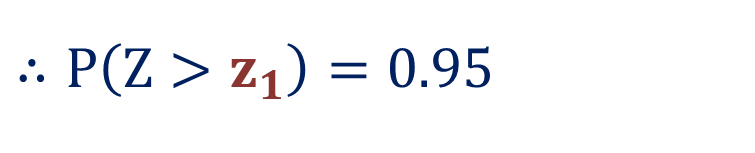 ∴ P(Z > z₁) = 0.95